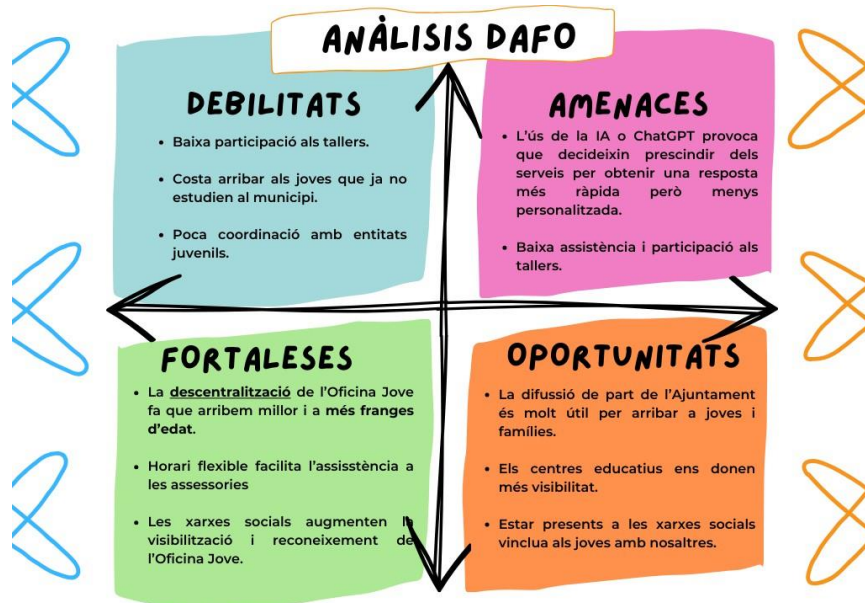 ANÀLISIS DAFO
DEBILITATS
• Baixa participació als tallers.
• Costa arribar als joves que ja no
estudien al municipi.
• Poca coordinació amb entitats
juvenils.
AMENACES
• L'ús de la IA o ChatGPT provoca
que decideixin prescindir dels
serveis per obtenir una resposta
més ràpida però menys
personalitzada.
• Baixa assistència i participació als
tallers.
FORTALESES
• La descentralització de l'Oficina Jove
fa que arribem millor i a més franges
d'edat.
• Horari flexible facilita l'assisstència a
les assessories
• Les xarxes socials augmenten la
visibilització i reconeixement de
l'Oficina Jove.
OPORTUNITATS
• La difussió de part de l'Ajuntament
és molt útil per arribar a joves i
famílies.
• Els centres educatius ens donen
més visibilitat.
• Estar presents a les xarxes socials
vinclua als joves amb nosaltres.